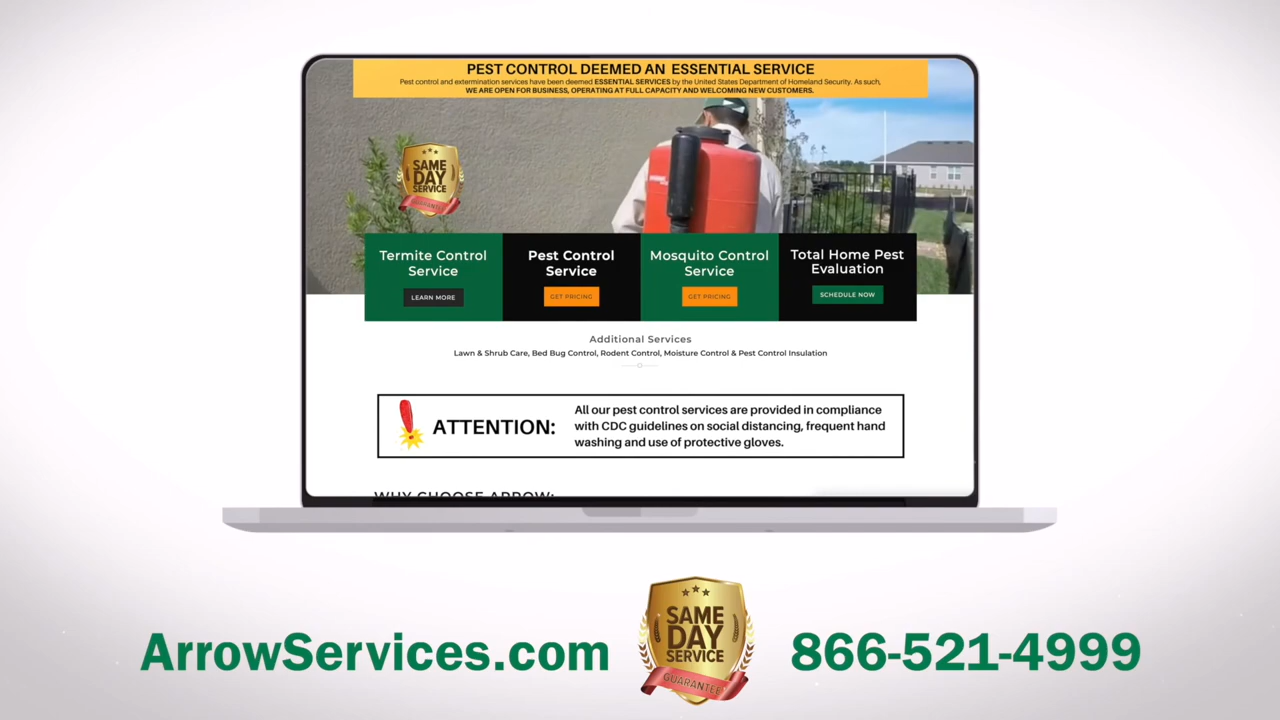 PEST CONTROL DEEMED AN ESSENTIAL SERVICE
Pest control and extermination services have been deemed ESSENTIAL SERVICES by the United States Department of Homeland Security. As such,
WE ARE OPEN FOR BUSINESS, OPERATING AT FULL CAPACITY AND WELCOMING NEW CUSTOMERS.
SAME
DAY
SERVICE
GUARANTEE
Termite Control
Service
LEARN MORE
Pest Control
Service
GET PRICING
Mosquito Control
Service
GET PRICING
Total Home Pest
Evaluation
SCHEDULE NOW
Additional Services
Lawn & Shrub Care, Bed Bug Control, Rodent Control, Moisture Control & Pest Control Insulation
ATTENTION:
All our pest control services are provided in compliance
with CDC guidelines on social distancing, frequent hand
washing and use of protective gloves.
WHY CHOOSE ARROW:
ArrowServices.com
SAME
DAY
SERVICE
GUARANTEE
866-521-4999